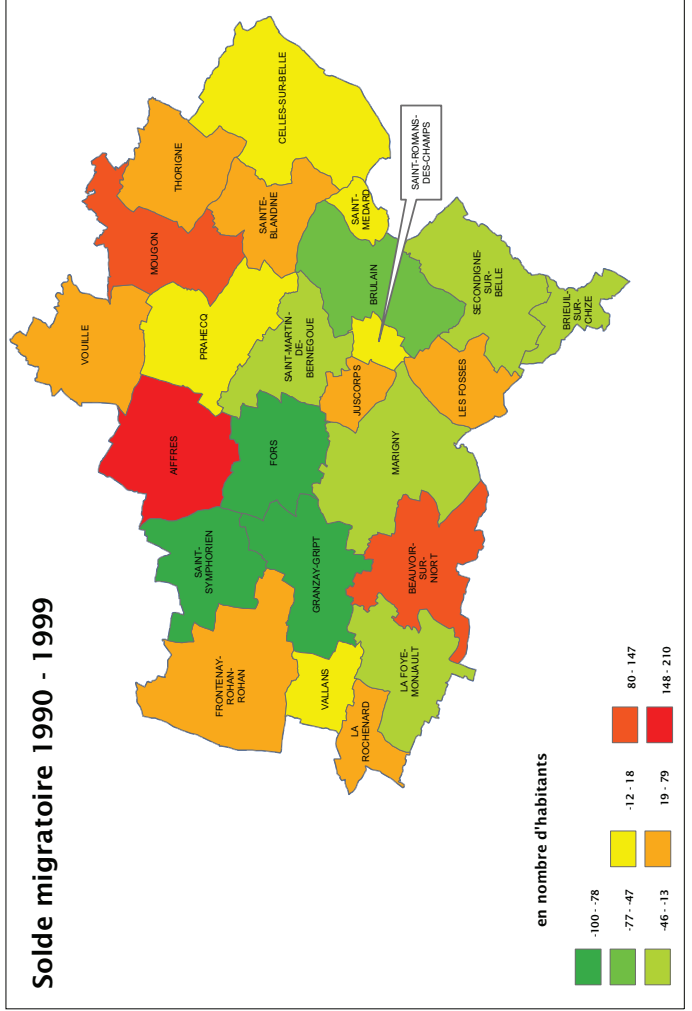 Solde migratoire 1990 - 1999
FRONTENAY-
ROHAN-
ROHAN
SAINT-
SYMPHORIEN
AIFFRES
VOUILLE
MOUGON
THORIGNE
CELLES-SUR-BELLE
PRAHECQ
SAINTE-
BLANDINE
SAINT-
MEDARD
SAINT-ROMANS-
DES-CHAMPS
VALLANS
GRANZAY-GRIPT
FORS
SAINT-MARTIN-
DE-
BERNEGOUE
BRULAIN
LA
ROCHENARD
LA FOYE-
MONJAULT
BEAUVOIR-
SUR-
NIORT
MARIGNY
JUSCORPS
LES FOSSES
SECONDIGNE-
SUR-
BELLE
BRIEUIL
SUR-
CHIZE
en nombre d'habitants
-100 - -78
-77 - -47
-46 - -13
-12 - 18
19 - 79
80 - 147
148 - 210